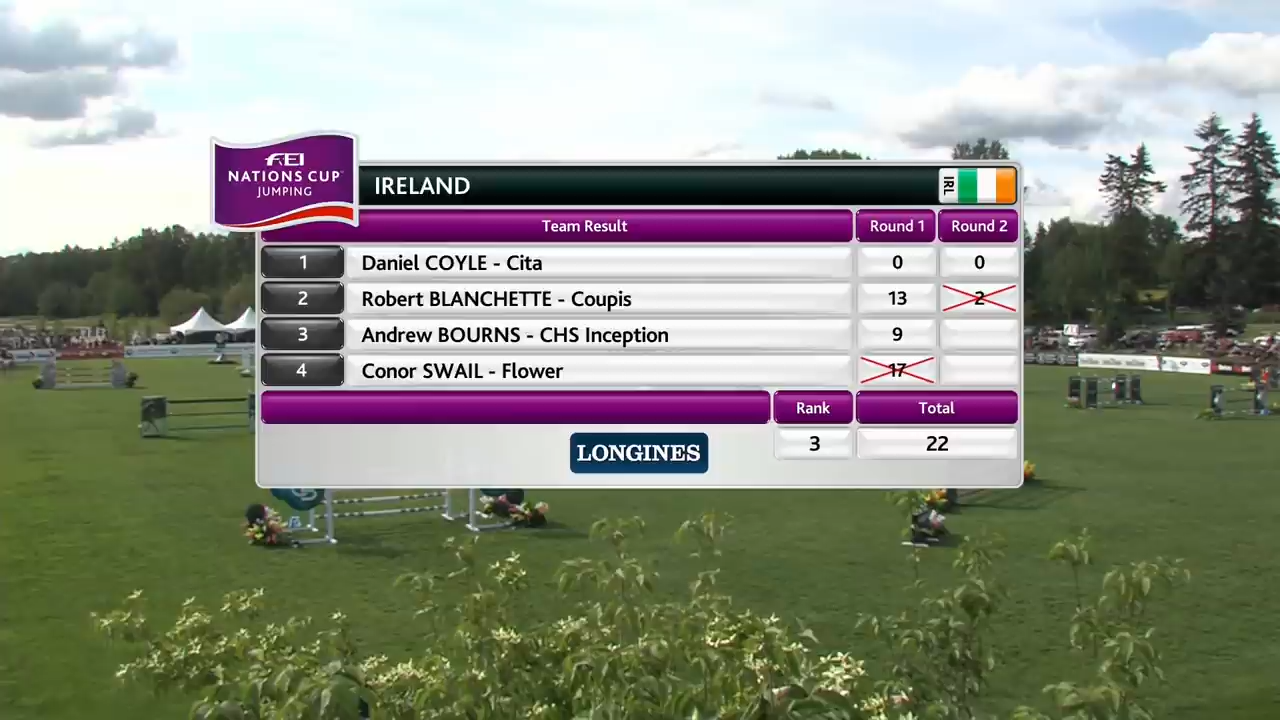 FEI
NATIONS CUP™
JUMPING
IRELAND IRL
Team Result Round 1 Round 2
1 Daniel COYLE - Cita 0 0
2 Robert BLANCHETTE - Coupis 13 2
3 Andrew BOURNS - CHS Inception 9
4 Conor SWAIL - Flower 17
Rank Total
LONGINES 3 22